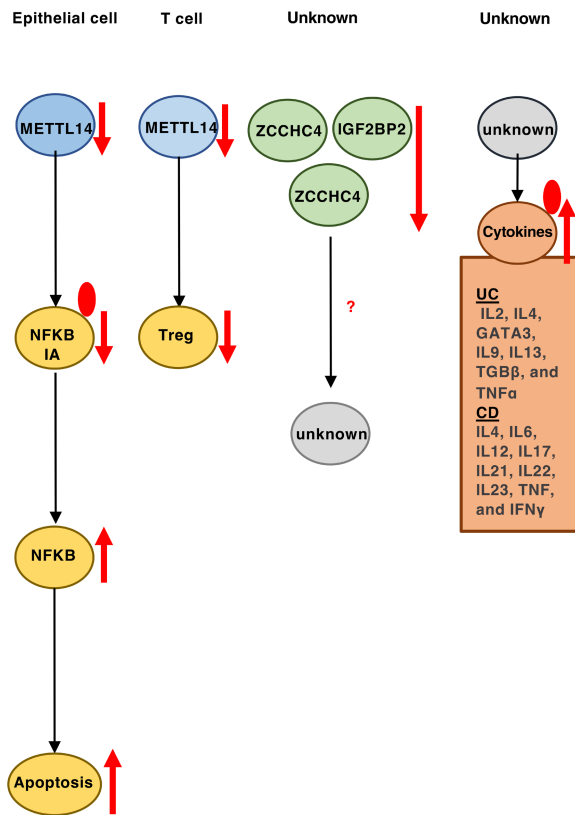 Epithelial cell
T cell
Unknown
Unknown
METTL14
METTL14
ZCCHC4
IGF2BP2
ZCCHC4
unknown
Cytokines
NFKB
IA
Treg
?
unknown
NFKB
Apoptosis
UC
IL2, IL4,
GATA3,
IL9, IL13,
TGBβ, and
TNFα
CD
IL4, IL6,
IL12, IL17,
IL21, IL22,
IL23, TNF,
and IFNγ